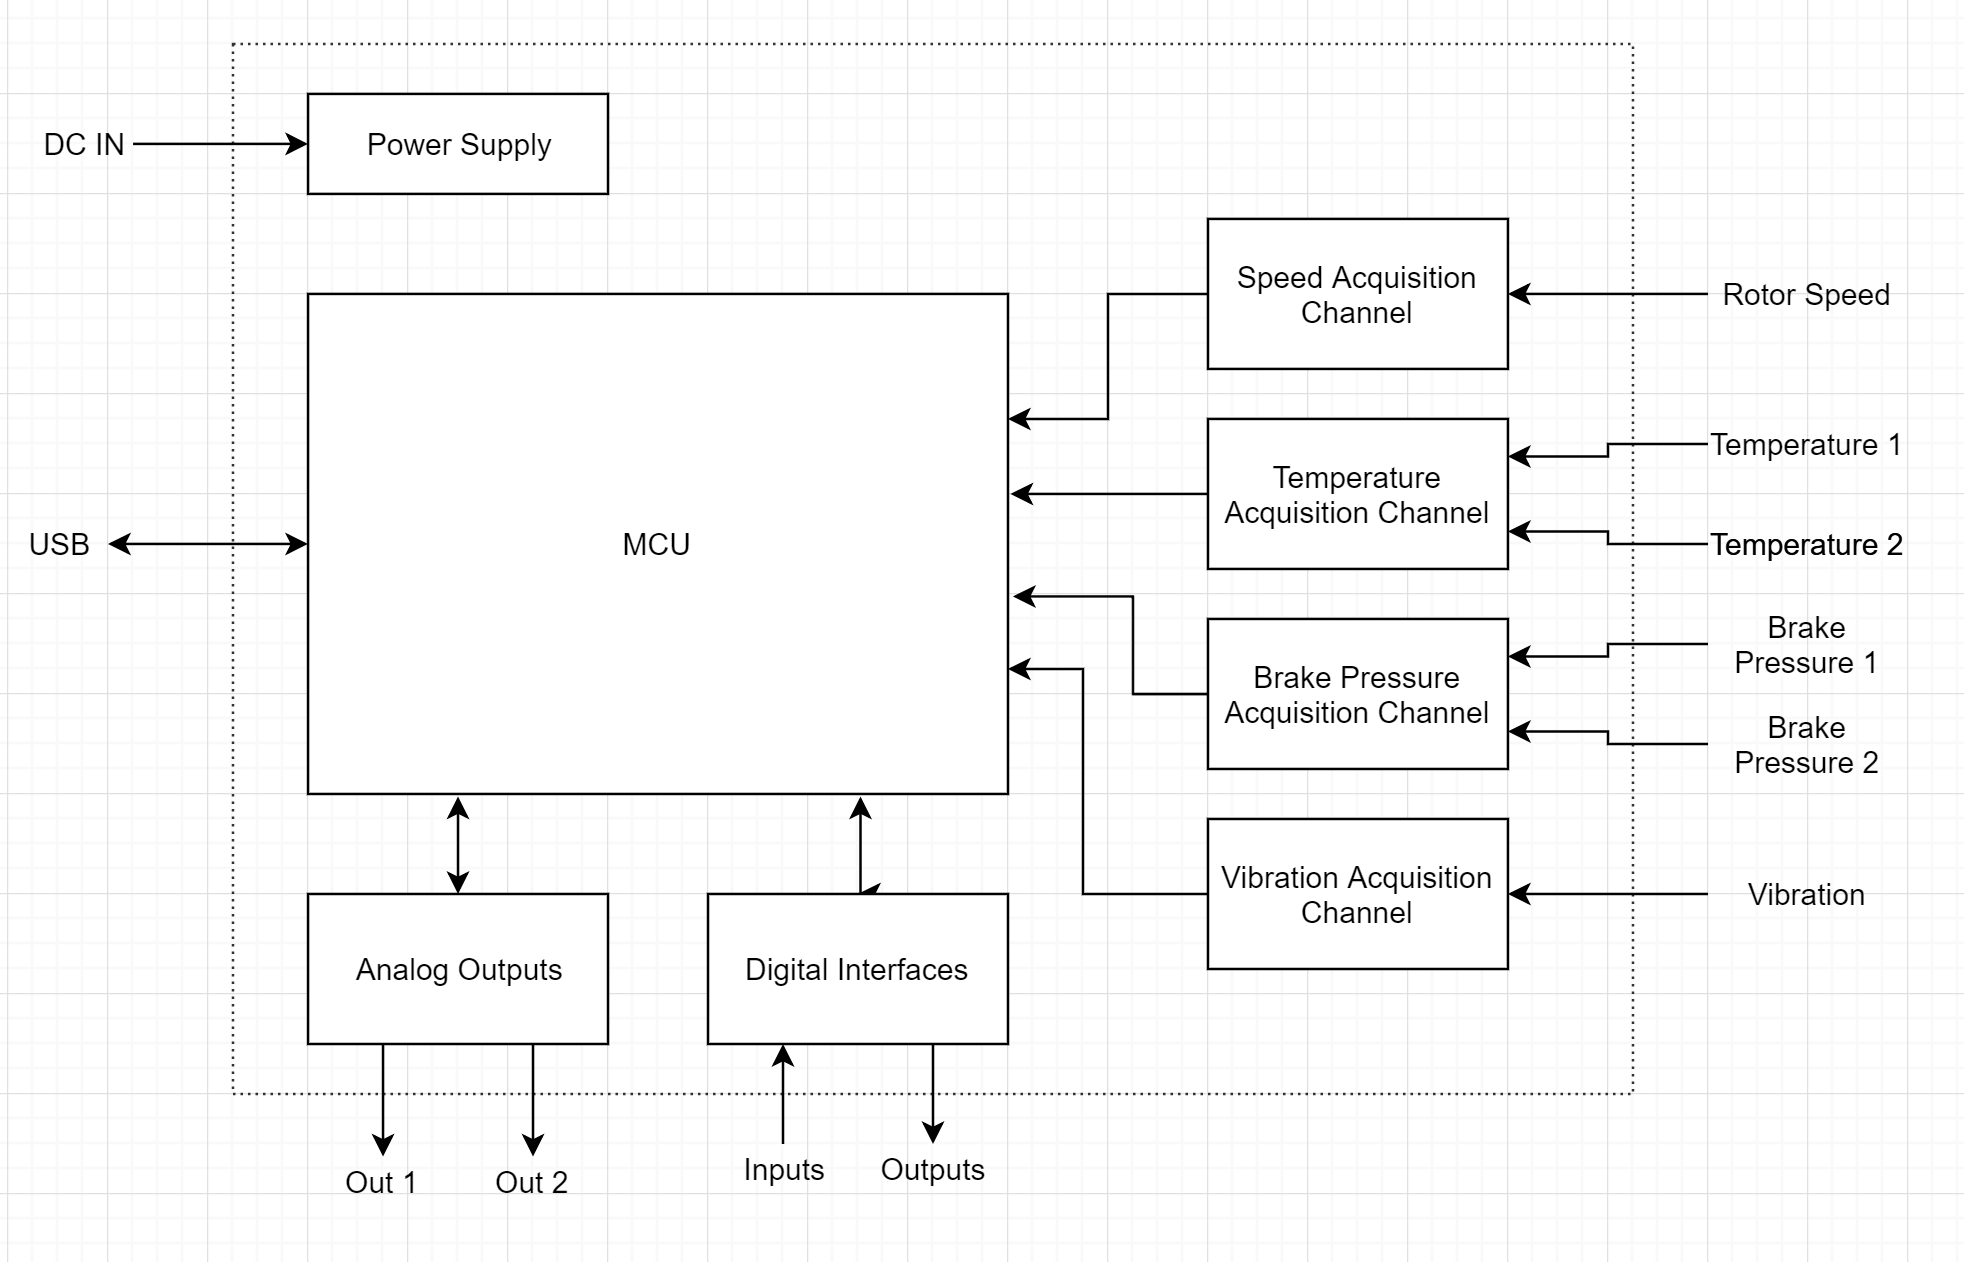 DC IN
Power Supply
Speed Acquisition
Channel
Rotor Speed
Temperature
Acquisition Channel
Temperature 1
Temperature 2
USB
MCU
Brake Pressure
Acquisition Channel
Brake
Pressure 1
Brake
Pressure 2
Vibration Acquisition
Channel
Vibration
Analog Outputs
Digital Interfaces
Out 1
Out 2
Inputs
Outputs